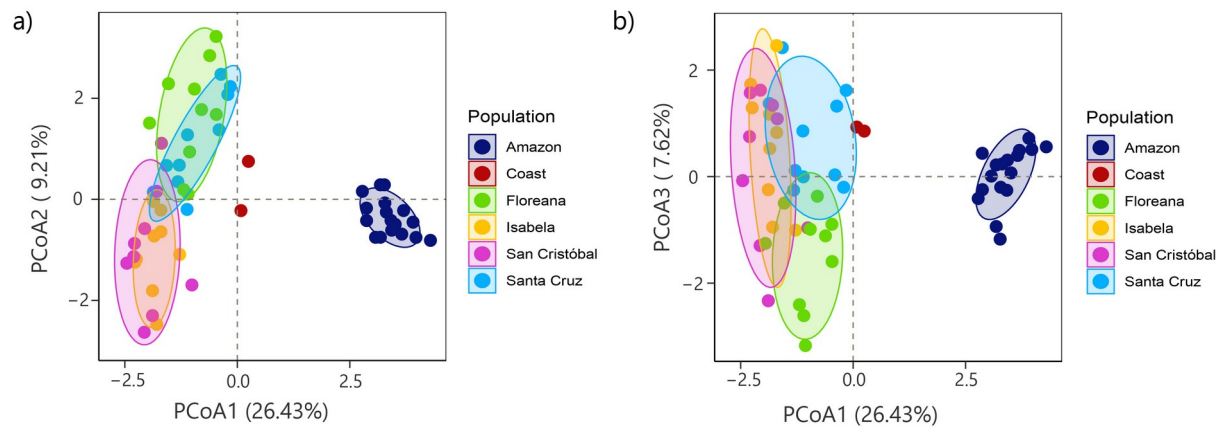 a)
2
0
−2
−2.5
0.0
2.5
PCoA2 ( 9.21%)
PCoA1 (26.43%)
Population
Amazon
Coast
Floreana
Isabela
San Cristóbal
Santa Cruz
b)
2
0
−2
−2.5
0.0
2.5
PCoA3 ( 7.62%)
PCoA1 (26.43%)
Population
Amazon
Coast
Floreana
Isabela
San Cristóbal
Santa Cruz